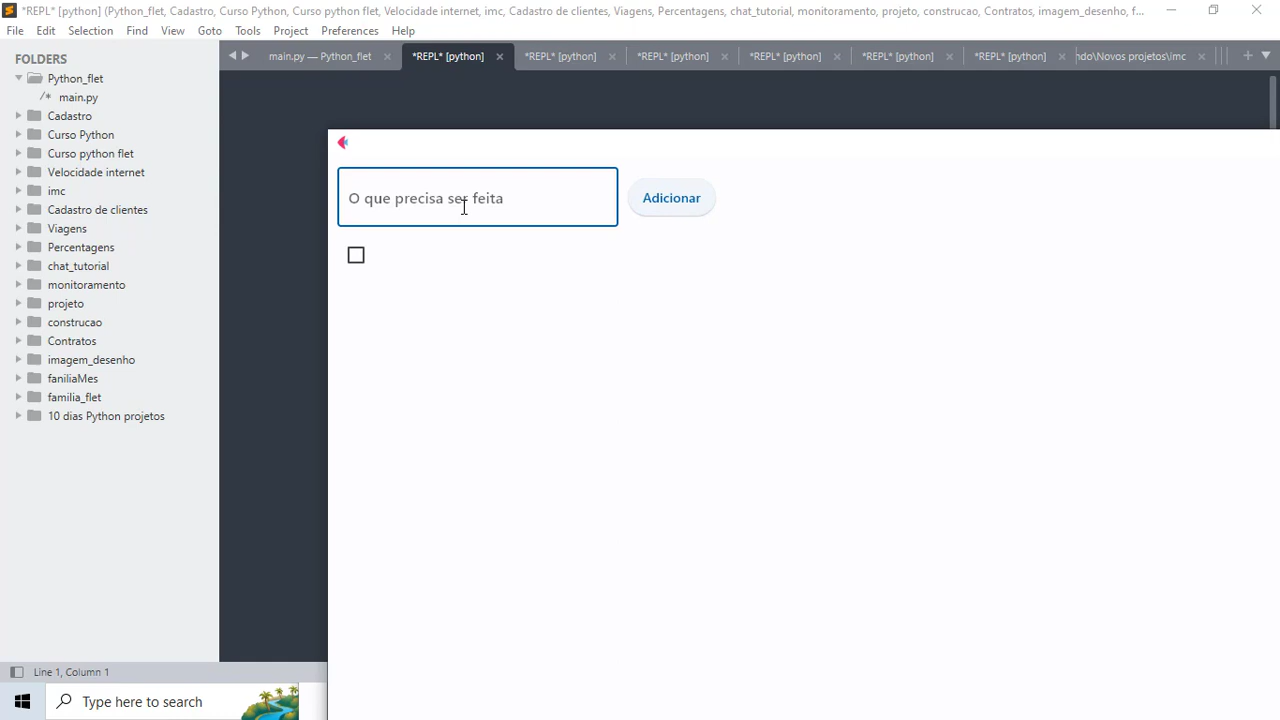 *REPL* [python] (Python_flet, Cadastro, Curso Python, Curso python flet, Velocidade internet, imc, Cadastro de clientes, Viagens, Percentagens, chat_tutorial, monitoramento, projeto, construcao, Contratos, imagem_desenho, f...
File Edit Selection Find View Goto Tools Project Preferences Help
FOLDERS
Python_flet
/* main.py
Cadastro
Curso Python
Curso python flet
Velocidade internet
imc
Cadastro de clientes
Viagens
Percentagens
chat_tutorial
monitoramento
projeto
construcao
Contratos
imagem_desenho
faniliaMes
familia_flet
10 dias Python projetos
main.py — Python_flet *REPL* [python] *REPL* [python] *REPL* [python] *REPL* [python] *REPL* [python] *REPL* [python] ndo\Novos projetos\imc
O que precisa ser feita
Adicionar
Line 1, Column 1
Type here to search